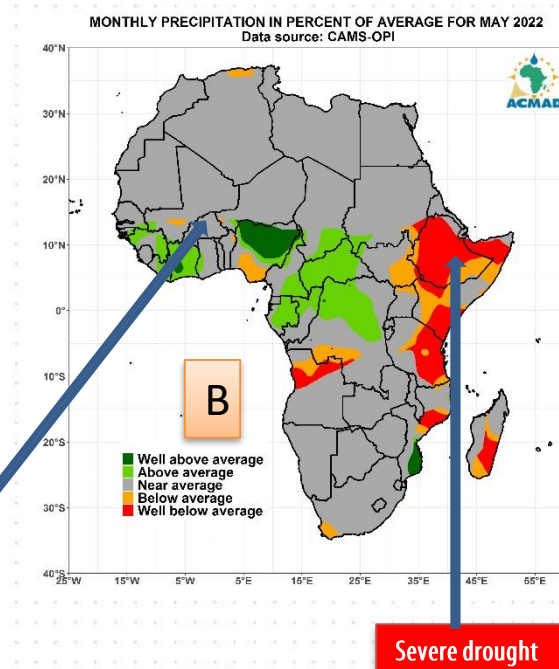 MONTHLY PRECIPITATION IN PERCENT OF AVERAGE FOR MAY 2022
Data source: CAMS-OPI
ACMAD
40°N
30°N
20°N
10°N
0°
10°S
20°S
30°S
40°S
B
Well above average
Above average
Near average
Below average
Well below average
25°W 15°W 5°W 5°E 15°E 25°E 35°E 45°E 55°E
Severe drought